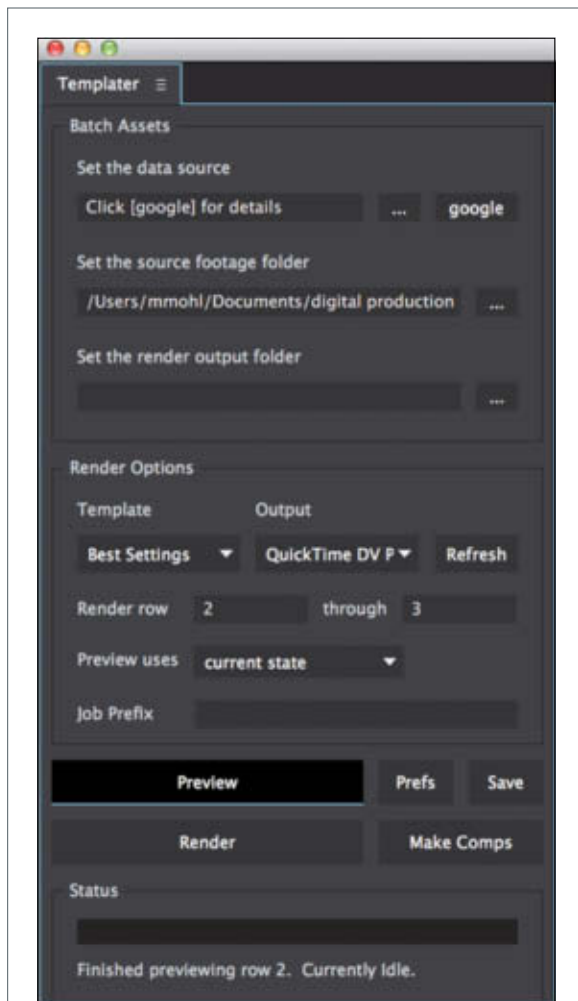 Templater
Batch Assets
Set the data source
Click [google] for details ... google
Set the source footage folder
/Users/mmohl/Documents/digital production ...
Set the render output folder
...
Render Options
Template Output
Best Settings QuickTime DV P Refresh
Render row 2 through 3
Preview uses current state
Job Prefix
Preview Prefs Save
Render Make Comps
Status
Finished previewing row 2. Currently Idle.